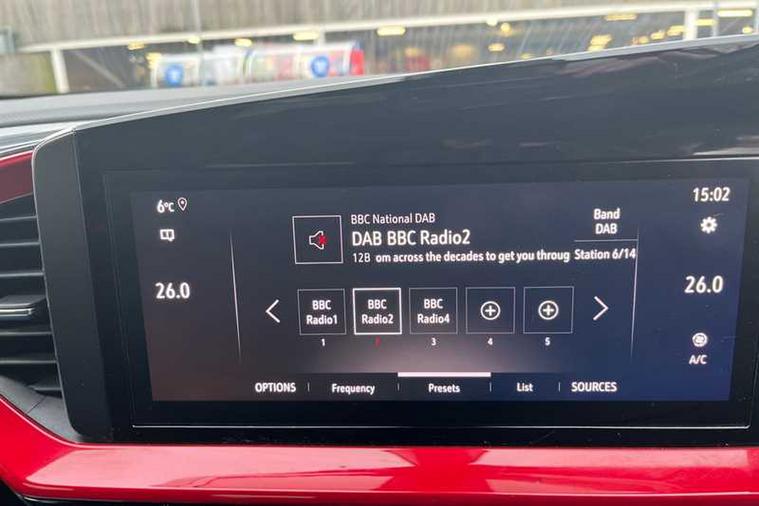 6°C
15:02
BBC National DAB
DAB BBC Radio2
12B om across the decades to get you throug
Band
DAB
Station 6/14
26.0
26.0
BBC
Radio1
BBC
Radio2
BBC
Radio4
1
2
3
4
5
A/C
OPTIONS
Frequency
Presets
List
SOURCES